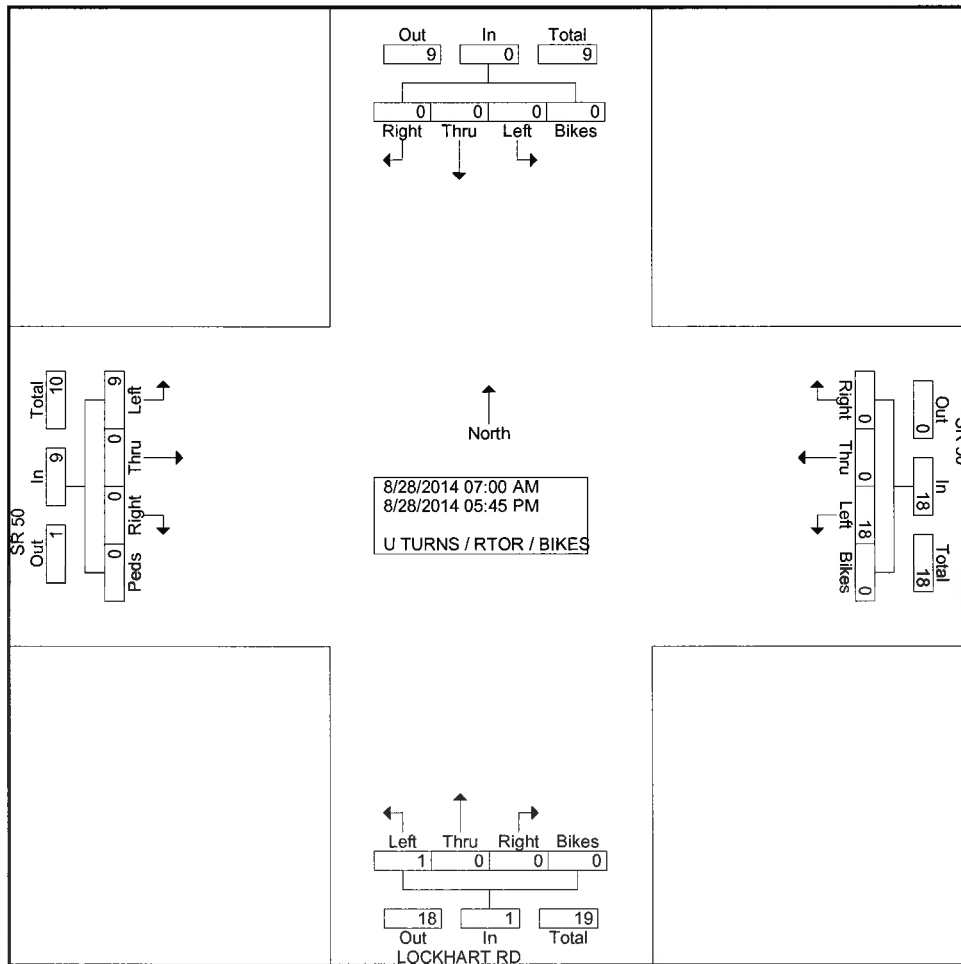 Out In Total
9 0 9
0 0 0 0
Right Thru Left Bikes
North
8/28/2014 07:00 AM
8/28/2014 05:45 PM
U TURNS / RTOR / BIKES
SR 50
Out In Total
1 9 10
9 0 0 0
Left Thru Right Peds
Right Thru Left Bikes
0 0 18 0
Out In Total
0 18 18
Left Thru Right Bikes
1 0 0 0
18 1 19
Out In Total
LOCKHART RD